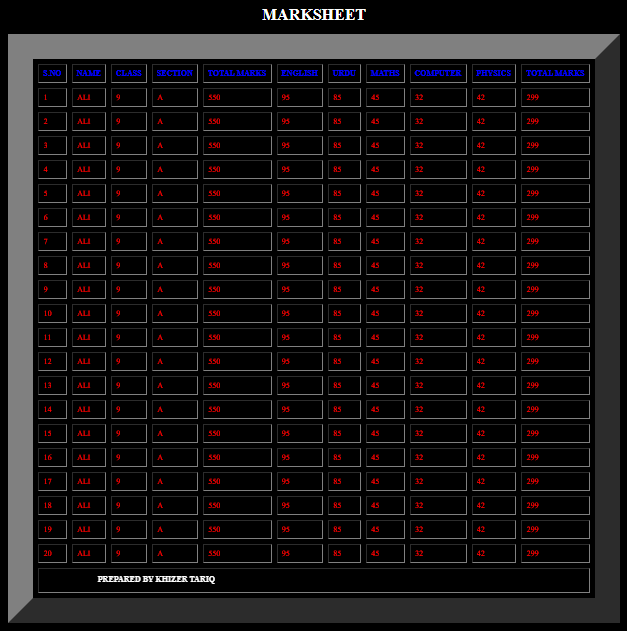 MARKSHEET
S.NO NAME CLASS SECTION TOTAL MARKS ENGLISH URDU MATHS COMPUTTE PHYSICS TOTAL MARKS
1 ALI 9 A 550 95 85 45 32 42 299
2 ALI 9 A 550 95 85 45 32 42 299
3 ALI 9 A 550 95 85 45 32 42 299
4 ALI 9 A 550 95 85 45 32 42 299
5 ALI 9 A 550 95 85 45 32 42 299
6 ALI 9 A 550 95 85 45 32 42 299
7 ALI 9 A 550 95 85 45 32 42 299
8 ALI 9 A 550 95 85 45 32 42 299
9 ALI 9 A 550 95 85 45 32 42 299
10 ALI 9 A 550 95 85 45 32 42 299
11 ALI 9 A 550 95 85 45 32 42 299
12 ALI 9 A 550 95 85 45 32 42 299
13 ALI 9 A 550 95 85 45 32 42 299
14 ALI 9 A 550 95 85 45 32 42 299
15 ALI 9 A 550 95 85 45 32 42 299
16 ALI 9 A 550 95 85 45 32 42 299
17 ALI 9 A 550 95 85 45 32 42 299
18 ALI 9 A 550 95 85 45 32 42 299
19 ALI 9 A 550 95 85 45 32 42 299
20 ALI 9 A 550 95 85 45 32 42 299
PREPARED BY KHIZER TARIQ